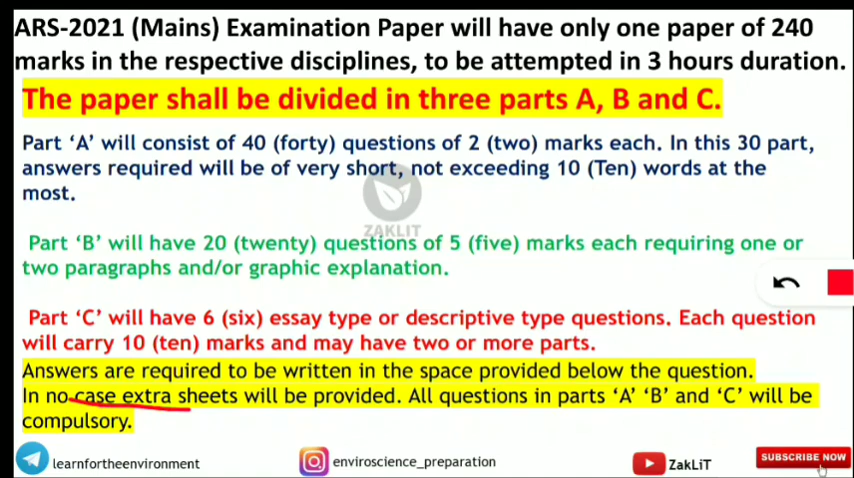 ARS-2021 (Mains) Examination Paper will have only one paper of 240
marks in the respective disciplines, to be attempted in 3 hours duration.
The paper shall be divided in three parts A, B and C.
Part ‘A’ will consist of 40 (forty) questions of 2 (two) marks each. In this 30 part,
answers required will be of very short, not exceeding 10 (Ten) words at the
most.
ZAKLIT
Part ‘B’ will have 20 (twenty) questions of 5 (five) marks each requiring one or
two paragraphs and/or graphic explanation.
Part ‘C’ will have 6 (six) essay type or descriptive type questions. Each question
will carry 10 (ten) marks and may have two or more parts.
Answers are required to be written in the space provided below the question.
In no case extra sheets will be provided. All questions in parts ‘A’ ‘B’ and ‘C’ will be
compulsory.
learnfortheenvironment
enviroscience_preparation
ZakLiT
SUBSCRIBE NOW